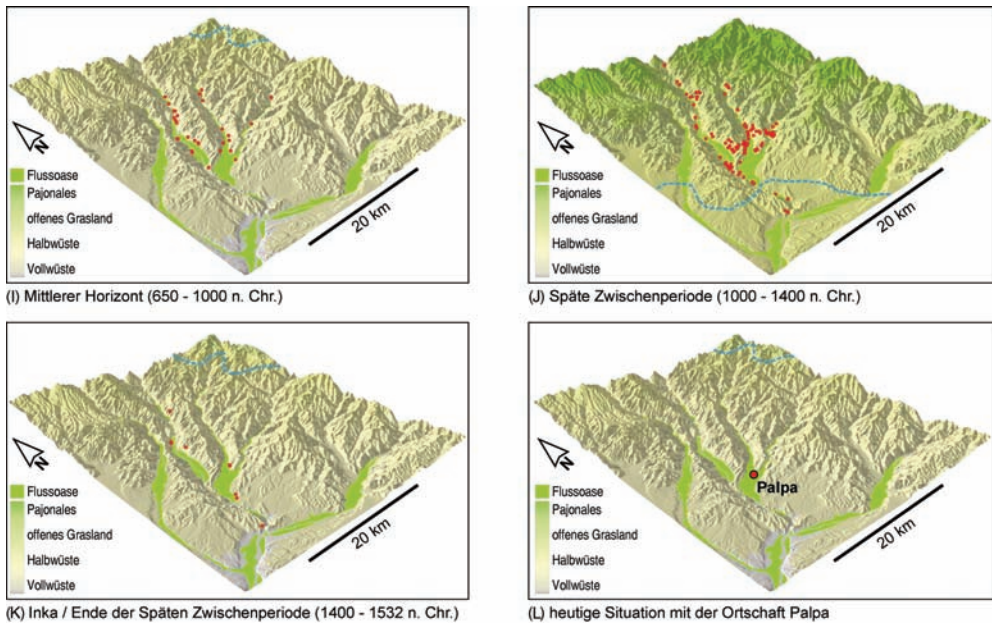 N
Flussoase
Pajonales
offenes Grasland
Halbwüste
Vollwüste
20 km
(I) Mittlerer Horizont (650 - 1000 n. Chr.)
N
Flussoase
Pajonales
offenes Grasland
Halbwüste
Vollwüste
20 km
(J) Späte Zwischenperiode (1000 - 1400 n. Chr.)
N
Flussoase
Pajonales
offenes Grasland
Halbwüste
Vollwüste
20 km
(K) Inka / Ende der Späten Zwischenperiode (1400 - 1532 n. Chr.)
N
Palpa
Flussoase
Pajonales
offenes Grasland
Halbwüste
Vollwüste
20 km
(L) heutige Situation mit der Ortschaft Palpa